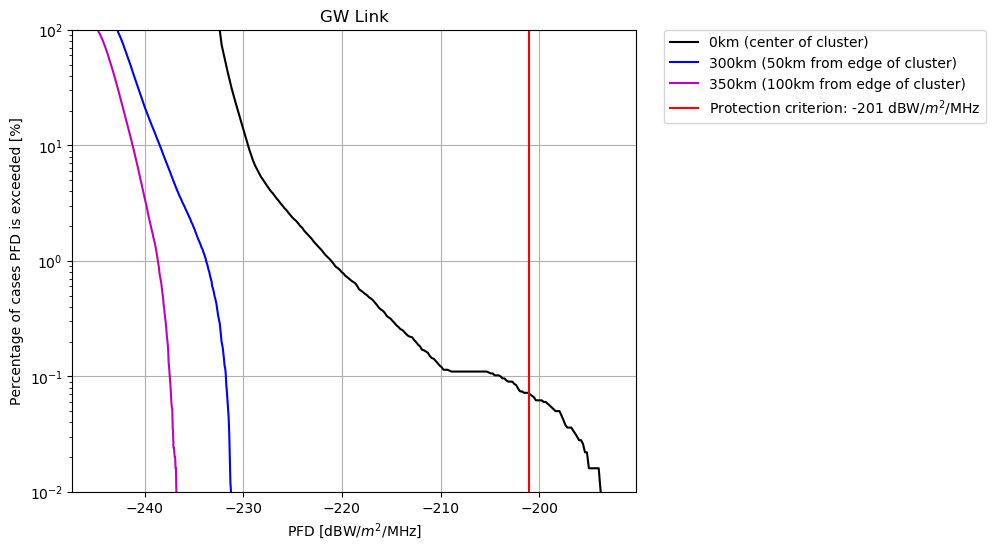 GW Link
0km (center of cluster)
300km (50km from edge of cluster)
350km (100km from edge of cluster)
Protection criterion: -201 dBW/m²/MHz
Percentage of cases PFD is exceeded [%]
10²
10¹
10⁰
10⁻¹
10⁻²
−240
−230
−220
−210
−200
PFD [dBW/m²/MHz]